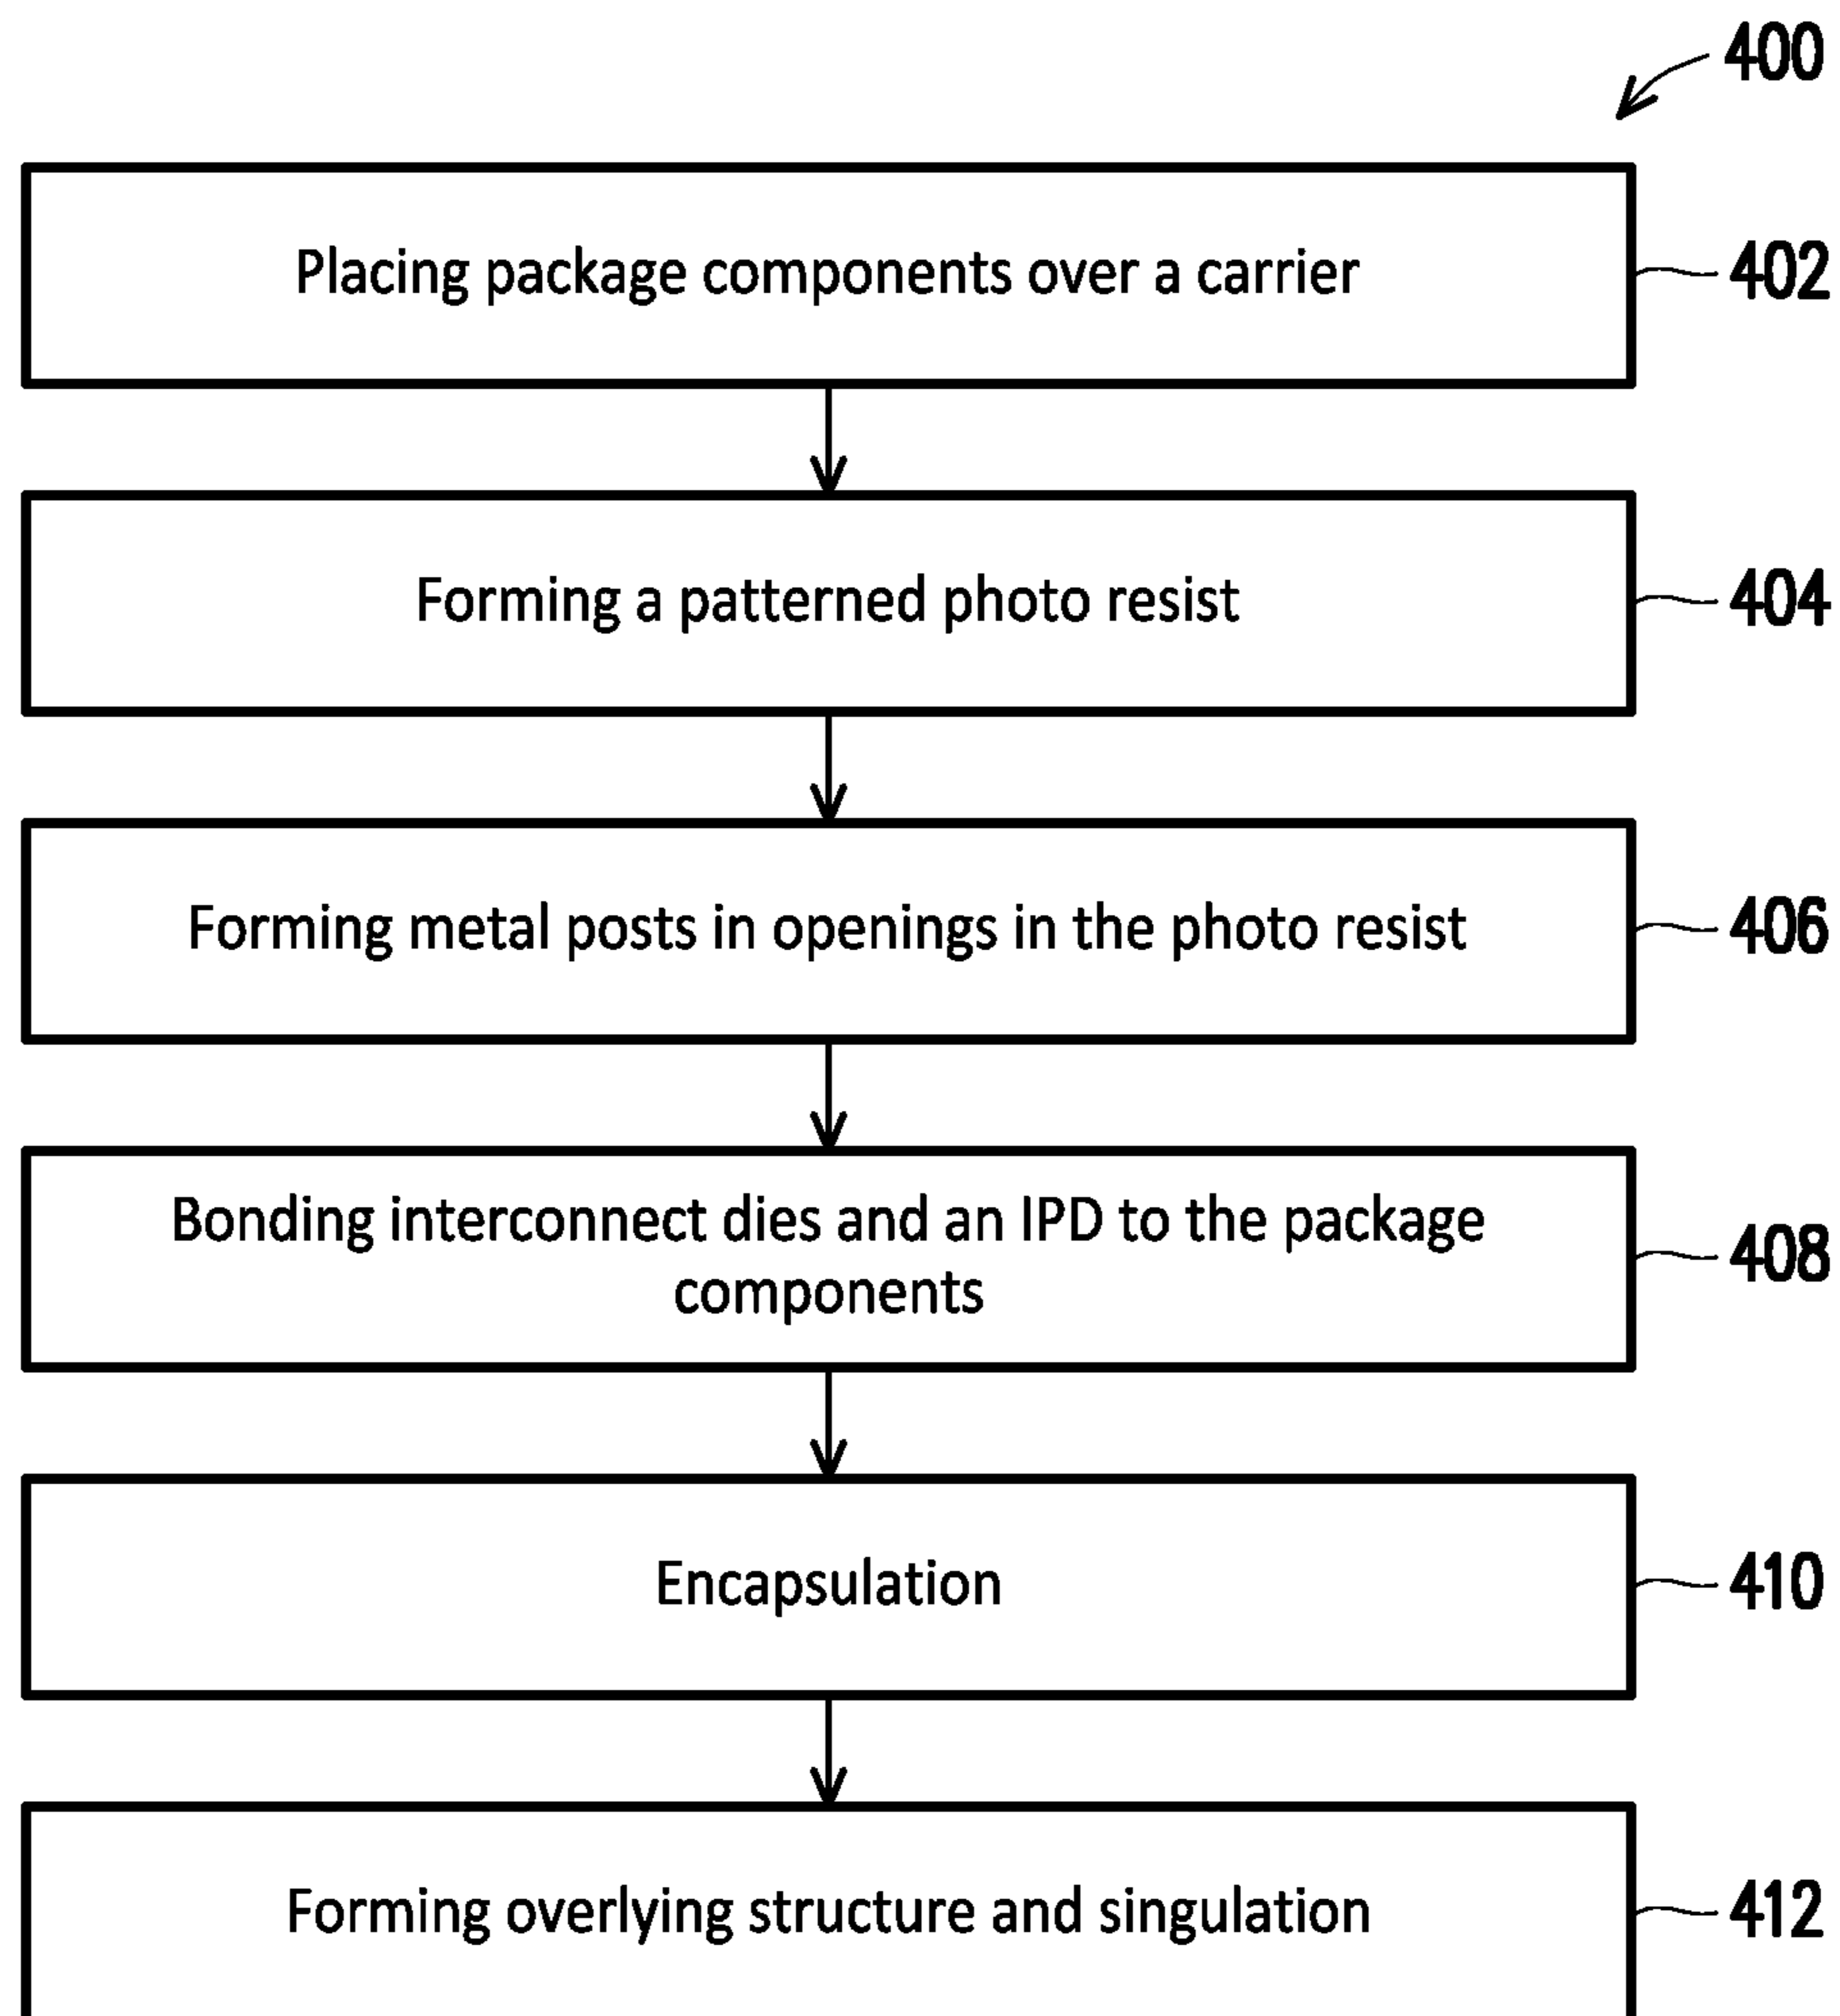 400
Placing package components over a carrier
402
Forming a patterned photo resist
404
Forming metal posts in openings in the photo resist
406
Bonding interconnect dies and an IPD to the package
components
408
Encapsulation
410
Forming overlying structure and singulation
412